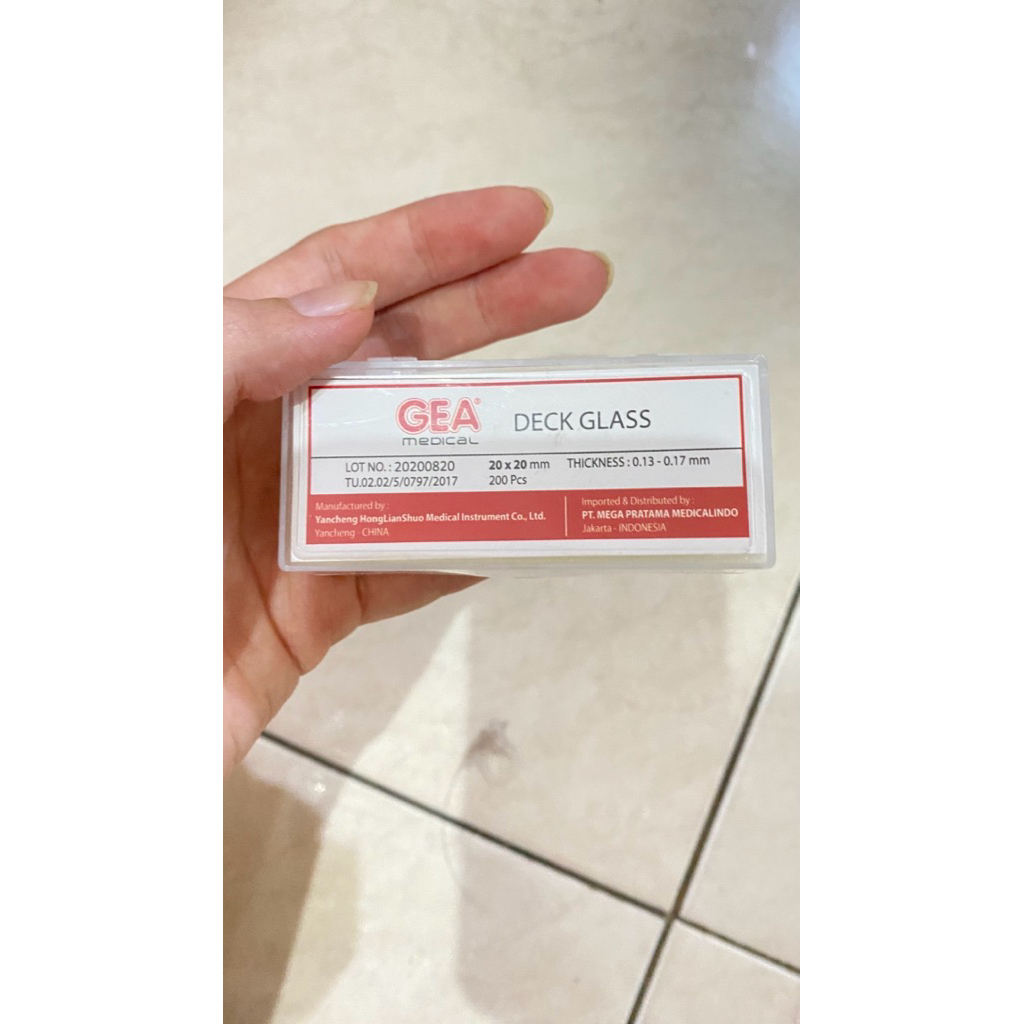 GEA®
medical
DECK GLASS
LOT NO. : 20200820
TU.02.02/5/0797/2017
20 x 20 mm
200 Pcs
THICKNESS : 0.13 - 0.17 mm
Manufactured by :
Yancheng HongLianShuo Medical Instrument Co., Ltd.
Yancheng - CHINA
Imported & Distributed by :
PT. MEGA PRATAMA MEDICALINDO
Jakarta - INDONESIA